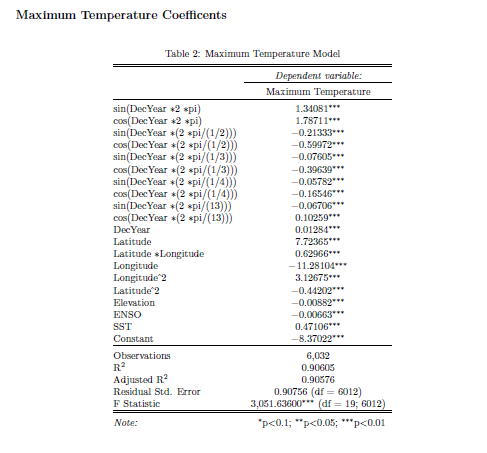 Maximum Temperature Coefficents
Table 2: Maximum Temperature Model
Dependent variable:
Maximum Temperature
sin(DecYear *2 *pi) 1.34081***
cos(DecYear *2 *pi) 1.78711***
sin(DecYear *(2 *pi/(1/2))) −0.21333***
cos(DecYear *(2 *pi/(1/2))) −0.59972***
sin(DecYear *(2 *pi/(1/3))) −0.07605***
cos(DecYear *(2 *pi/(1/3))) −0.39639***
sin(DecYear *(2 *pi/(1/4))) −0.05782***
cos(DecYear *(2 *pi/(1/4))) −0.16546***
sin(DecYear *(2 *pi/(13))) −0.06706***
cos(DecYear *(2 *pi/(13))) 0.10259***
DecYear 0.01284***
Latitude 7.72365***
Latitude *Longitude 0.62966***
Longitude −11.28104***
Longitude^2 3.12675***
Latitude^2 −0.44202***
Elevation −0.00882***
ENSO −0.00663***
SST 0.47106***
Constant −8.37022***
Observations 6,032
R² 0.90605
Adjusted R² 0.90576
Residual Std. Error 0.90756 (df = 6012)
F Statistic 3,051.63600*** (df = 19; 6012)
Note: *p<0.1; **p<0.05; ***p<0.01